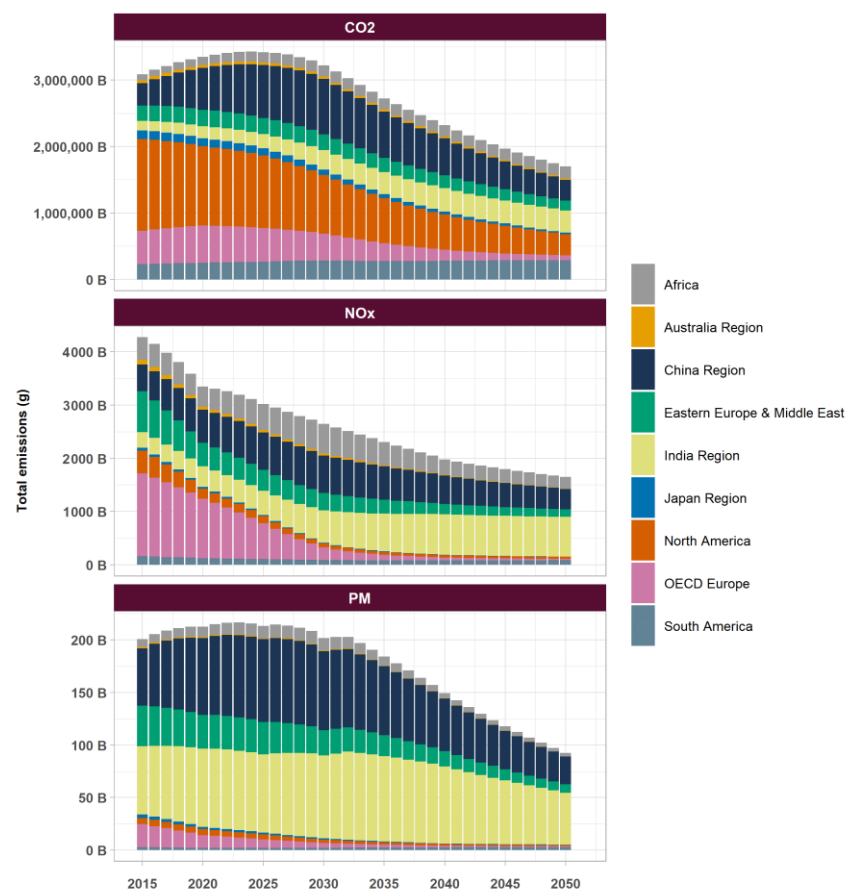 CO2
3,000,000 B
2,000,000 B
1,000,000 B
0 B
NOx
4000 B
3000 B
2000 B
1000 B
0 B
PM
200 B
150 B
100 B
50 B
0 B
2015 2020 2025 2030 2035 2040 2045 2050
Total emissions (g)
Africa
Australia Region
China Region
Eastern Europe & Middle East
India Region
Japan Region
North America
OECD Europe
South America